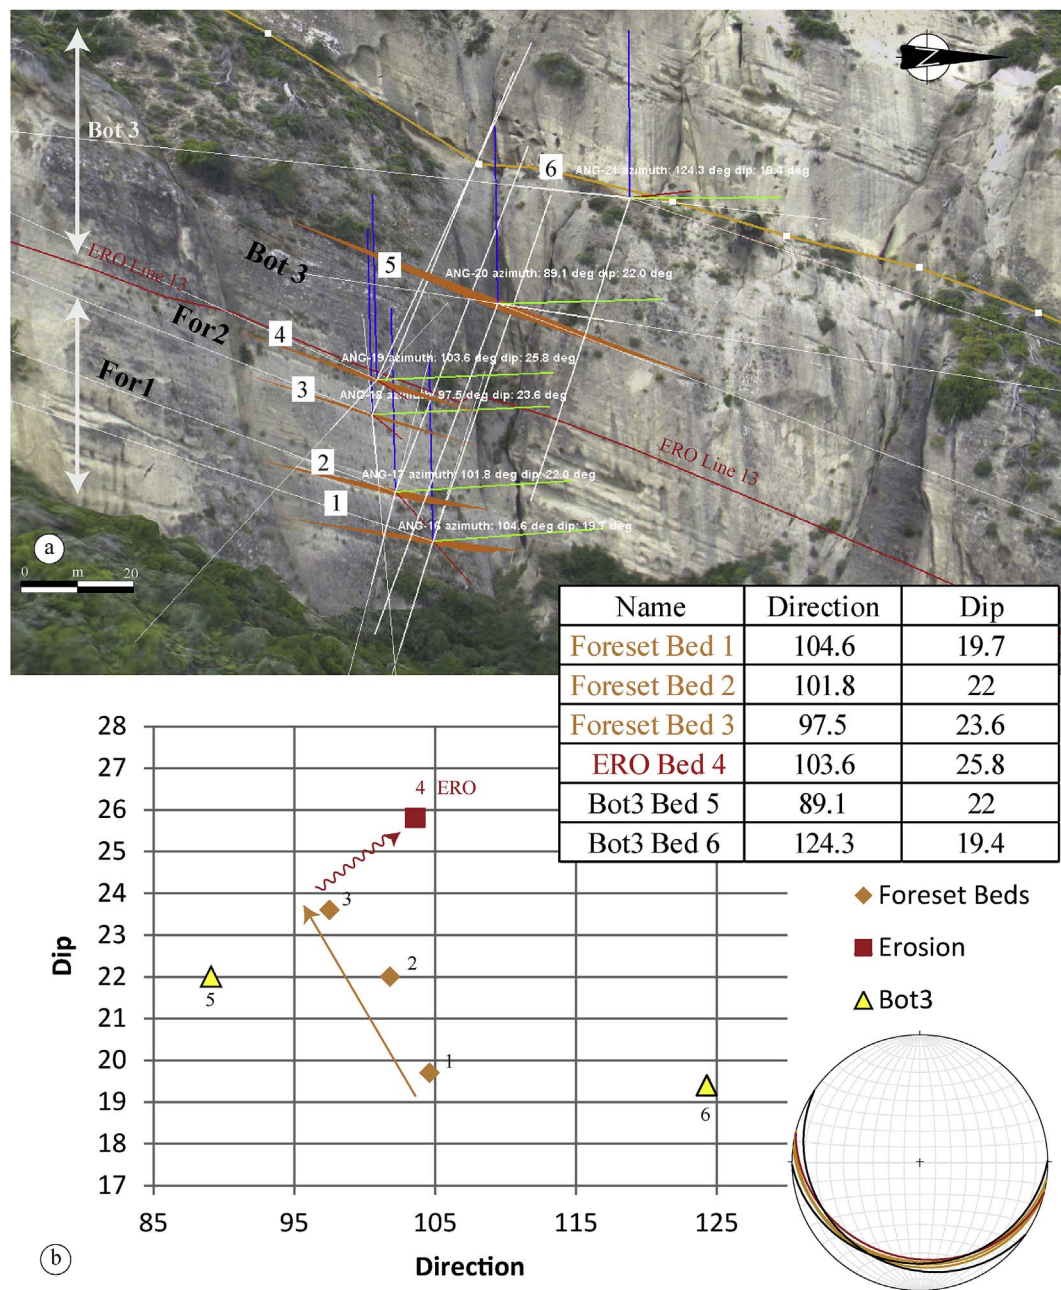 6
ANG-21 azimuth: 124.3 deg dip: 19.4 deg
Bot 3
Bot 3
5
ANG-20 azimuth: 89.1 deg dip: 22.0 deg
ERO Line 13
For2
4
ANG-19 azimuth: 103.6 deg dip: 25.8 deg
For1
3
ANG-18 azimuth: 97.5 deg dip: 23.6 deg
ERO Line 13
2
ANG-17 azimuth: 101.8 deg dip: 22.0 deg
1
ANG-16 azimuth: 104.6 deg dip: 19.7 deg
a
0 m 20
Name Direction Dip
Foreset Bed 1 104.6 19.7
Foreset Bed 2 101.8 22
Foreset Bed 3 97.5 23.6
ERO Bed 4 103.6 25.8
Bot3 Bed 5 89.1 22
Bot3 Bed 6 124.3 19.4
28
27
26
25
24
23
22
21
20
19
18
17
Dip
4 ERO
3
2
5
1
6
85 95 105 115 125
Direction
Foreset Beds
Erosion
Bot3
b